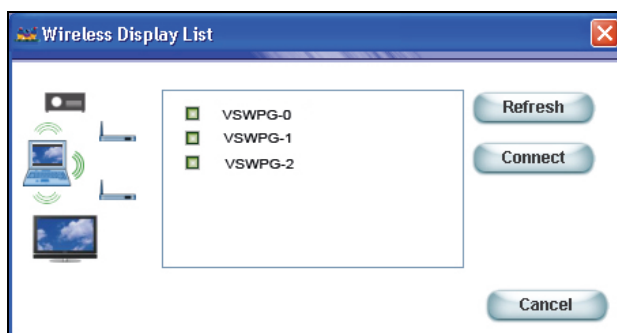 Wireless Display List
VSWPG-0
VSWPG-1
VSWPG-2
Refresh
Connect
Cancel